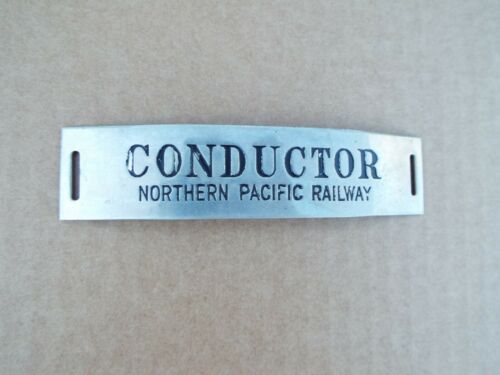 CONDUCTOR
NORTHERN PACIFIC RAILWAY